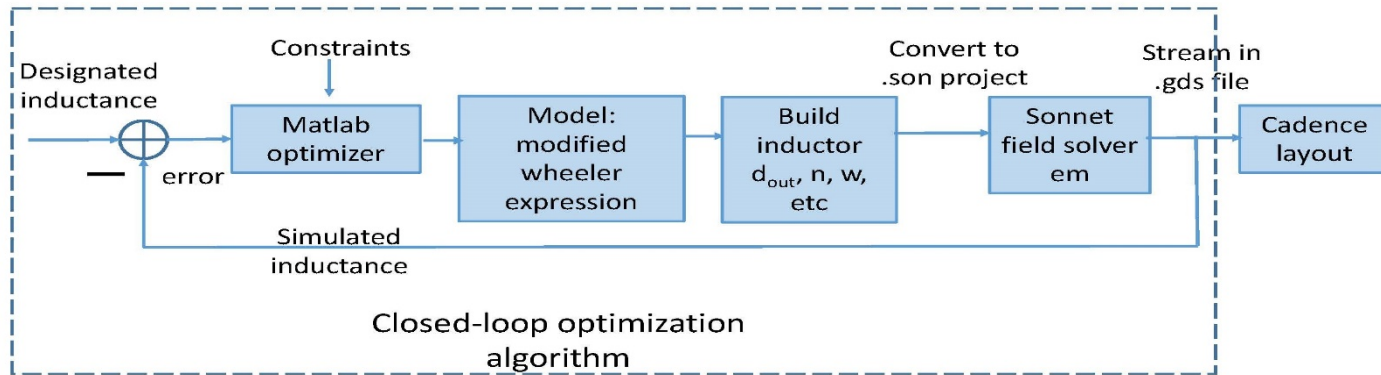 Designated
inductance
error
Constraints
Matlab
optimizer
Model:
modified
wheeler
expression
Build
inductor
dout, n, w,
etc
Convert to
.son project
Sonnet
field solver
em
Stream in
.gds file
Cadence
layout
Simulated
inductance
Closed-loop optimization
algorithm